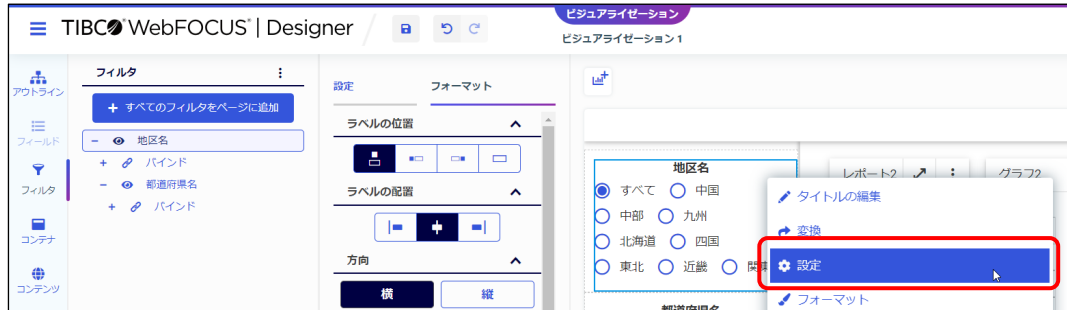 TIBCO® WebFOCUS® | Designer
ビジュアライゼーション
ビジュアライゼーション 1
アウトライン
フィールド
フィルタ
コンテナ
コンテンツ
フィルタ
+ すべてのフィルタをページに追加
地区名
バインド
都道府県名
バインド
設定 フォーマット
ラベルの位置
ラベルの配置
方向
横 縦
地区名
すべて 中国
中部 九州
北海道 四国
東北 近畿
都道府県名
レポート2 グラフ2
タイトルの編集
変換
設定
フォーマット